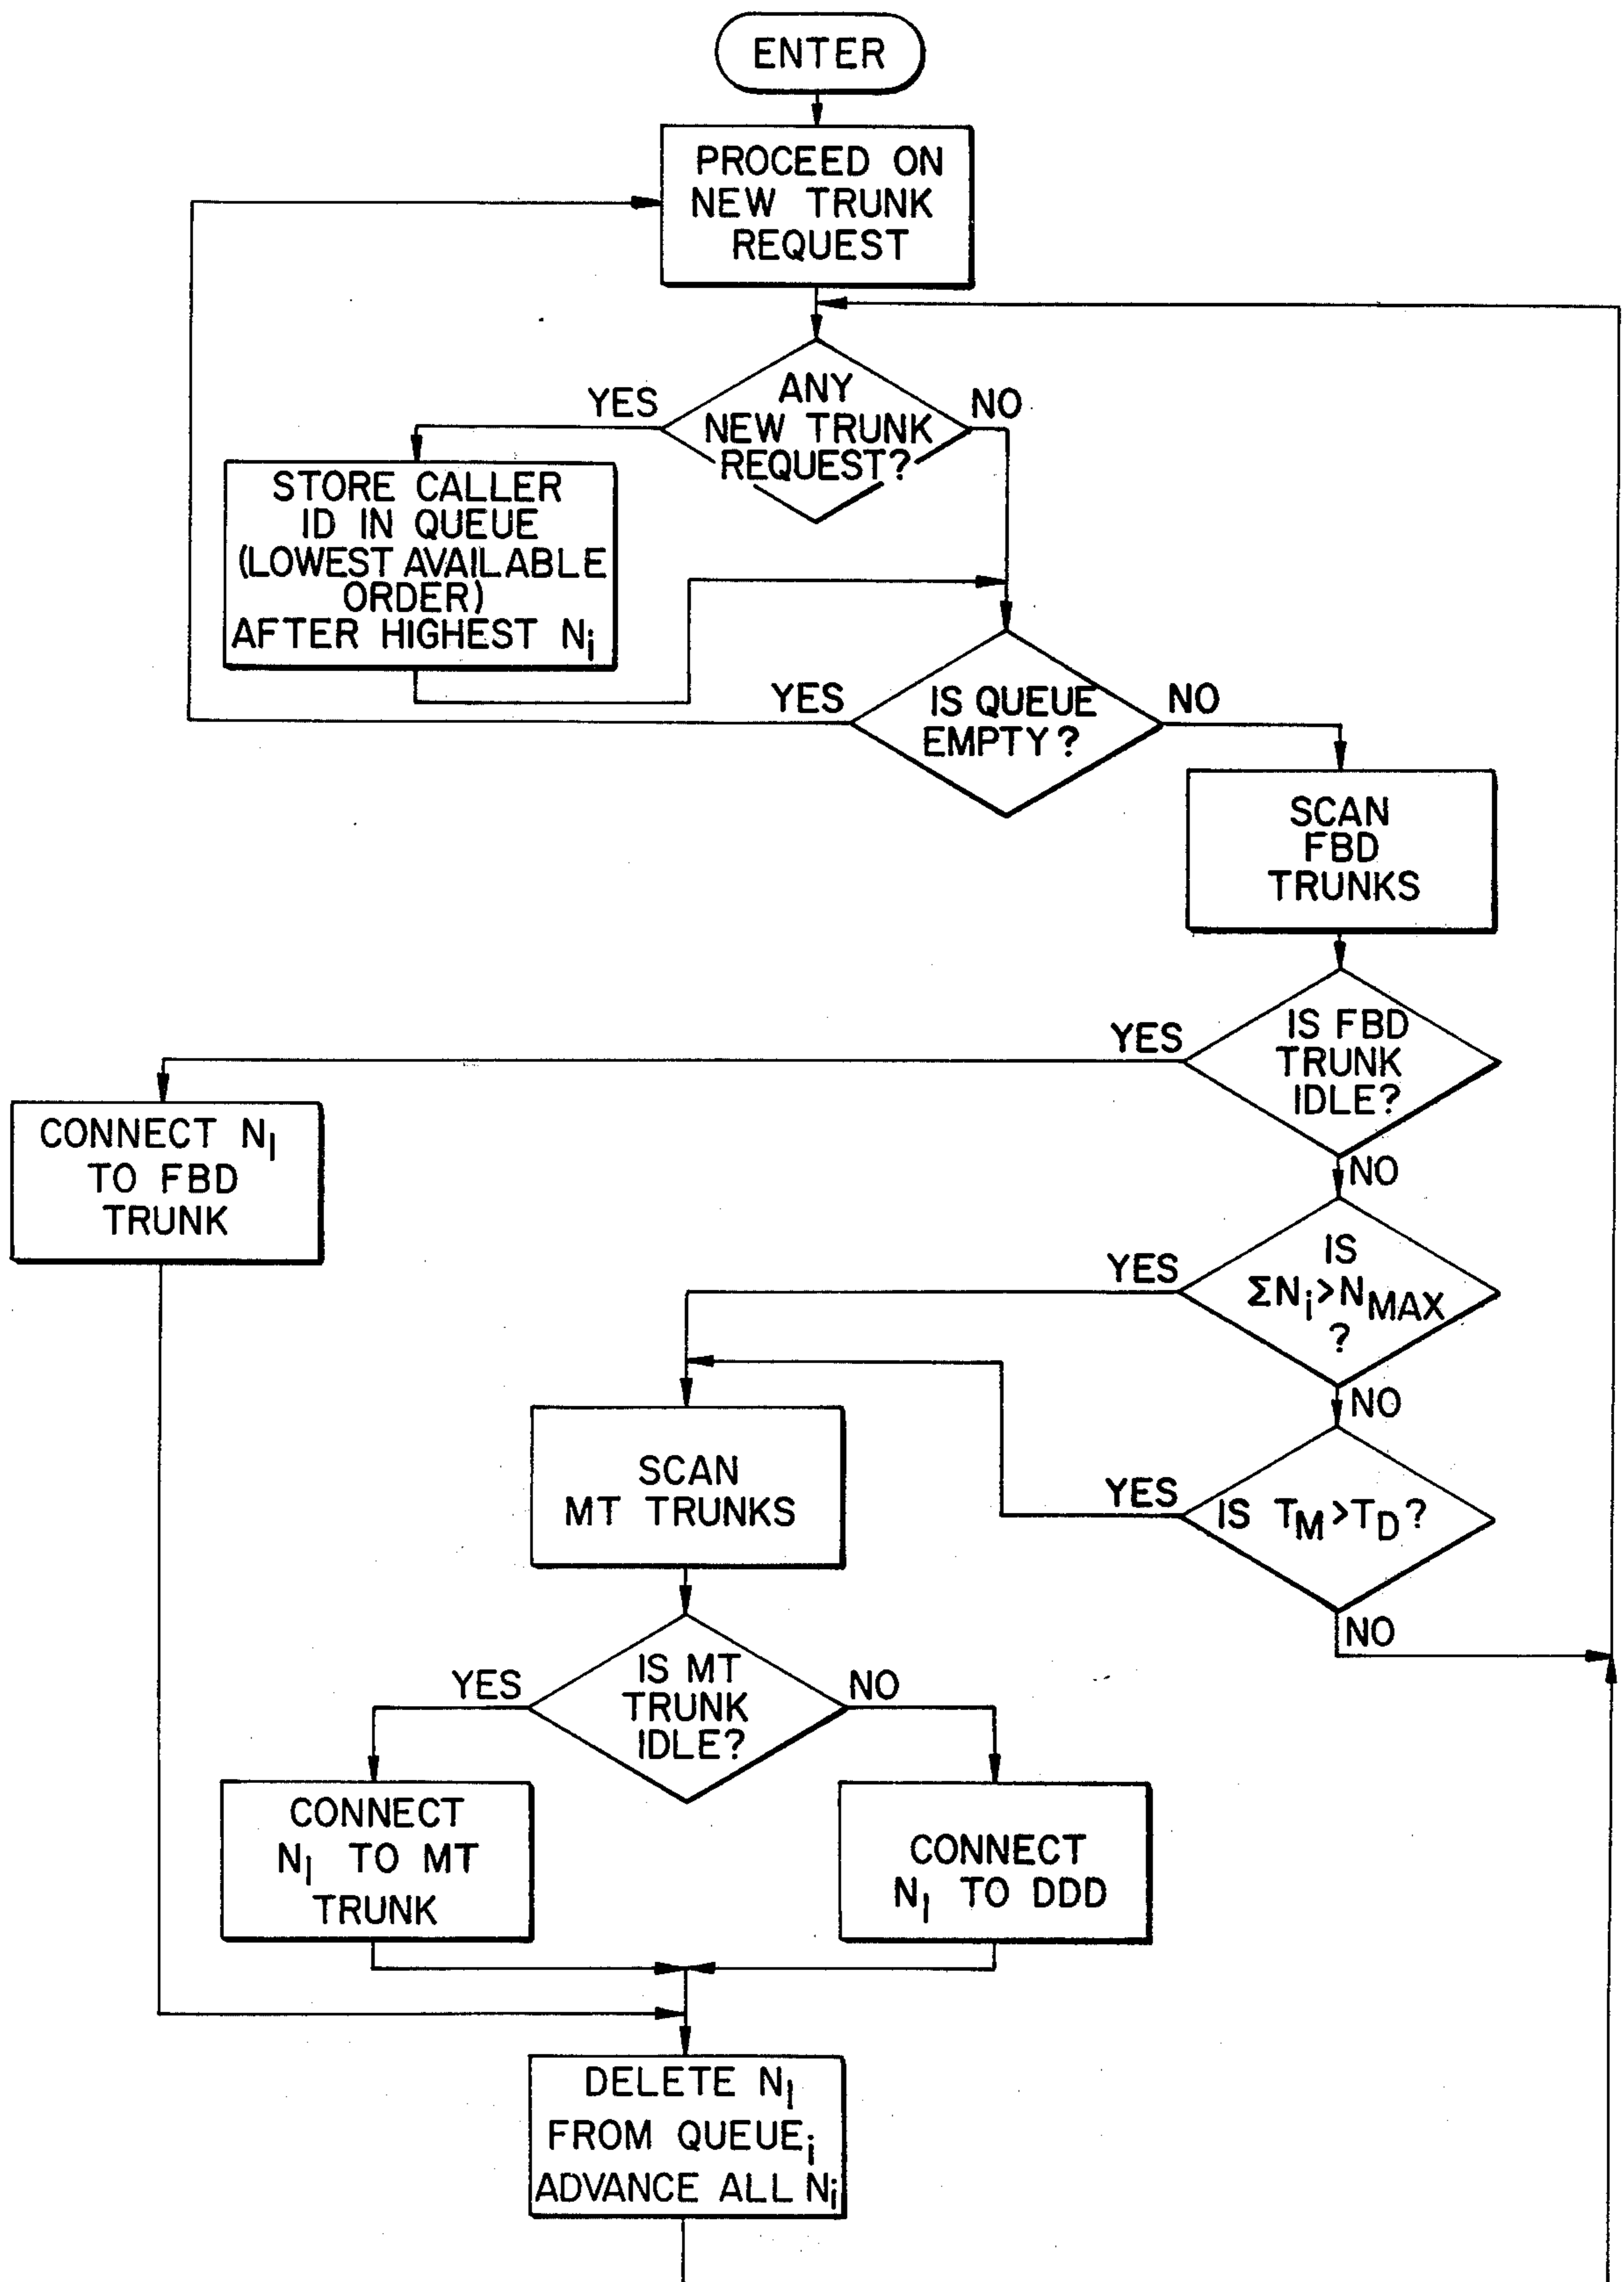 ENTER
PROCEED ON
NEW TRUNK
REQUEST
YES
ANY
NEW TRUNK
REQUEST?
NO
STORE CALLER
ID IN QUEUE
(LOWEST AVAILABLE
ORDER)
AFTER HIGHEST Ni
YES
IS QUEUE
EMPTY?
NO
SCAN
FBD
TRUNKS
YES
IS FBD
TRUNK
IDLE?
NO
CONNECT N1
TO FBD
TRUNK
YES
IS
ΣNi>NMAX
?
NO
SCAN
MT TRUNKS
YES
IS TM>TD?
NO
YES
IS MT
TRUNK
IDLE?
NO
CONNECT
N1 TO MT
TRUNK
CONNECT
N1 TO DDD
DELETE N1
FROM QUEUEi
ADVANCE ALL Ni